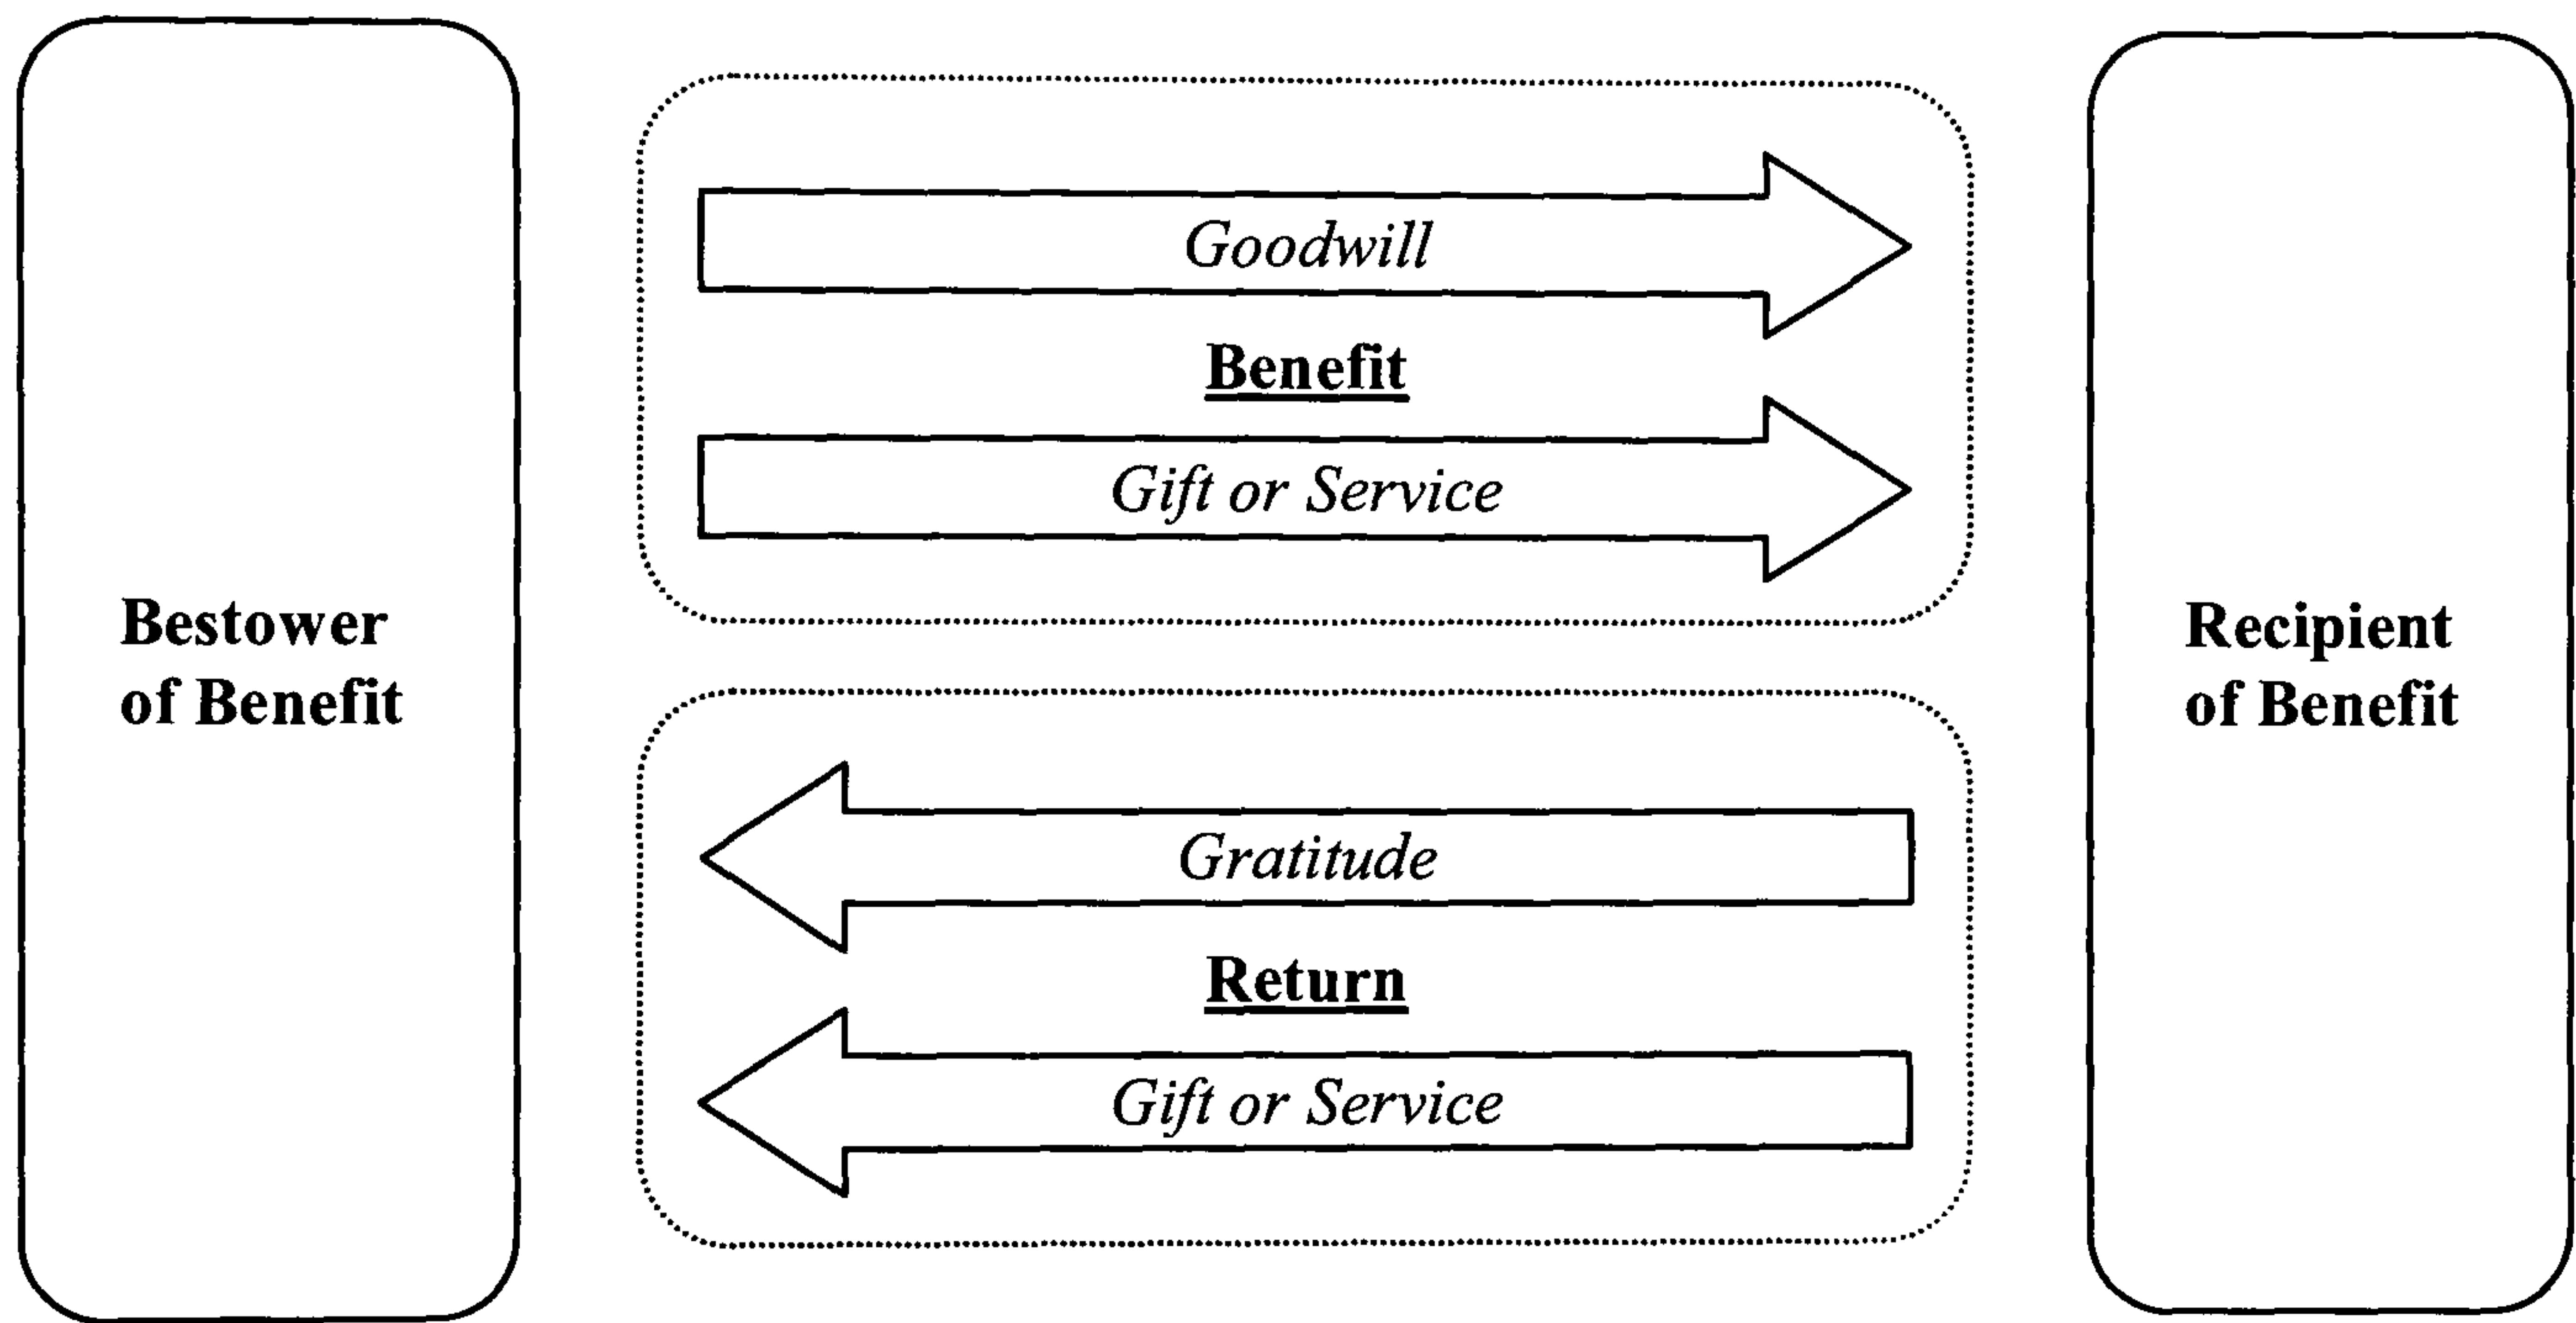 Bestower
of Benefit
Goodwill
Benefit
Gift or Service
Gratitude
Return
Gift or Service
Recipient
of Benefit